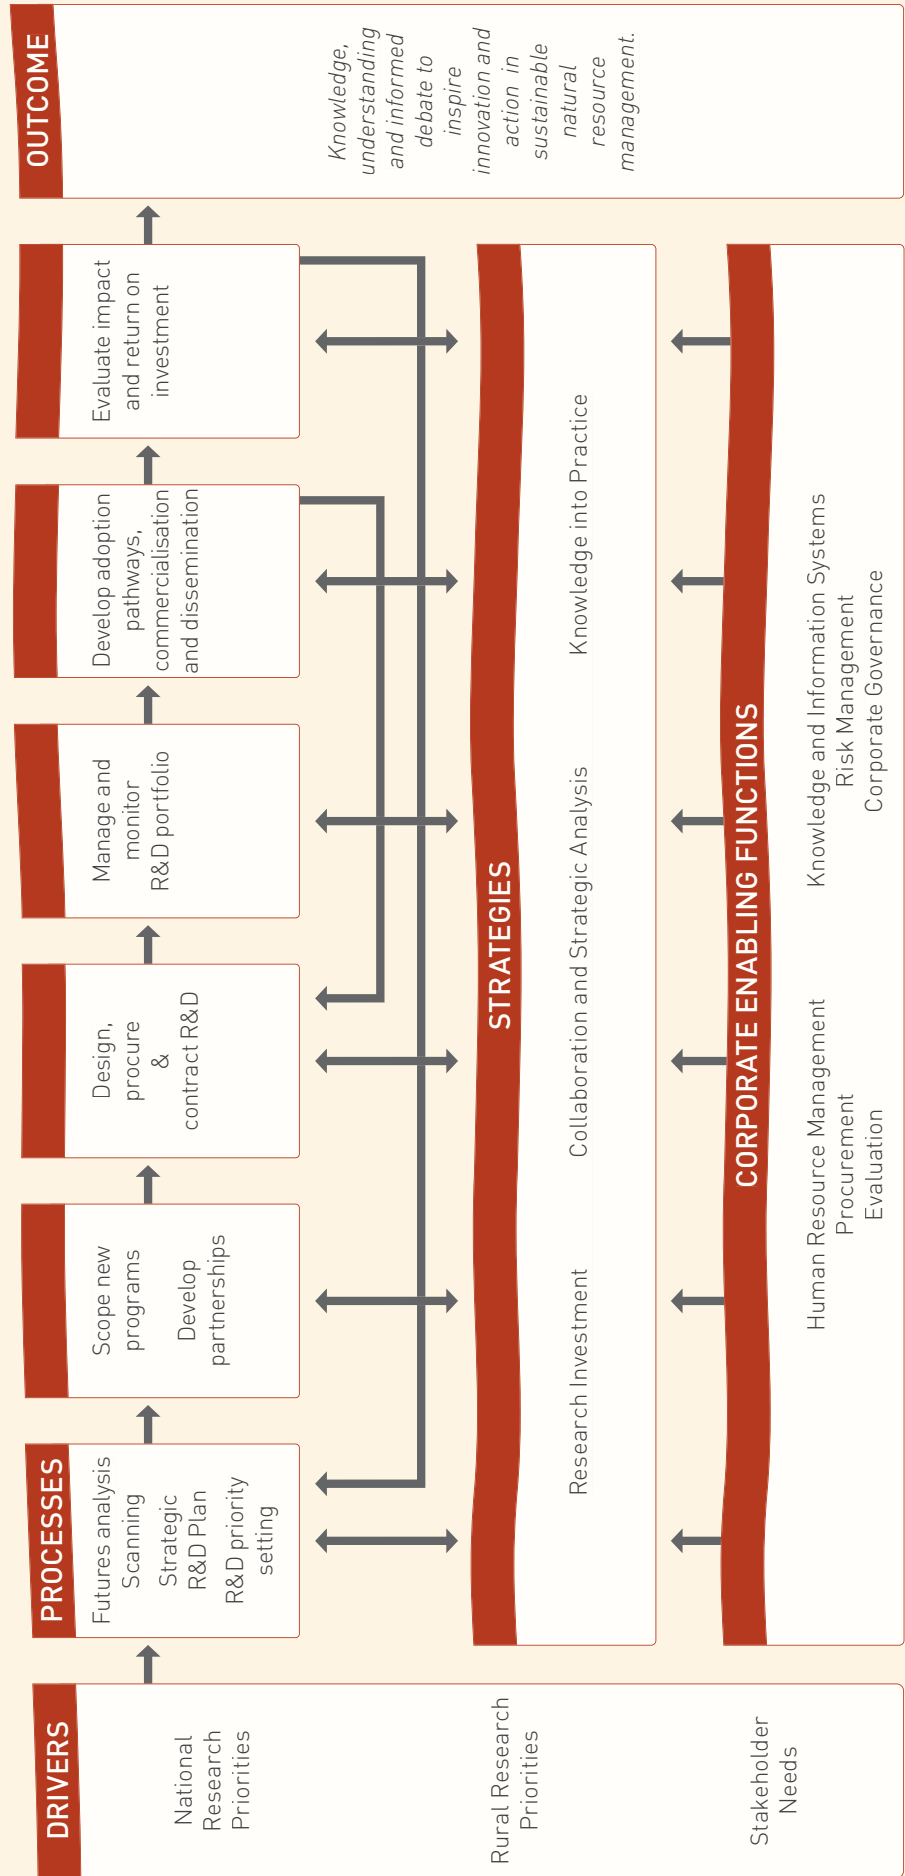 DRIVERS
National
Research
Priorities
Rural Research
Priorities
Stakeholder
Needs
PROCESSES
Futures analysis
Scanning
Strategic
R&D Plan
R&D priority
setting
Scope new
programs
Develop
partnerships
Design,
procure
&
contract R&D
Manage and
monitor
R&D portfolio
Develop adoption
pathways,
commercialisation
and dissemination
Evaluate impact
and return on
investment
STRATEGIES
Research Investment
Collaboration and Strategic Analysis
Knowledge into Practice
CORPORATE ENABLING FUNCTIONS
Human Resource Management
Procurement
Evaluation
Knowledge and Information Systems
Risk Management
Corporate Governance
OUTCOME
Knowledge,
understanding
and informed
debate to
inspire
innovation and
action in
sustainable
natural
resource
management.